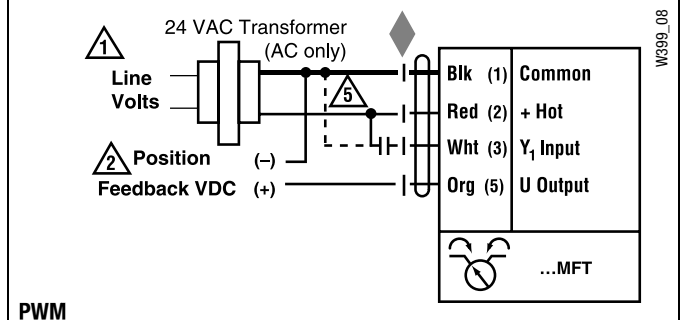 24 VAC Transformer
(AC only)
W399_08
1
Line
Volts
5
Blk (1) Common
Red (2) + Hot
Wht (3) Y1 Input
Org (5) U Output
2
Position (–)
Feedback VDC (+)
...MFT
PWM